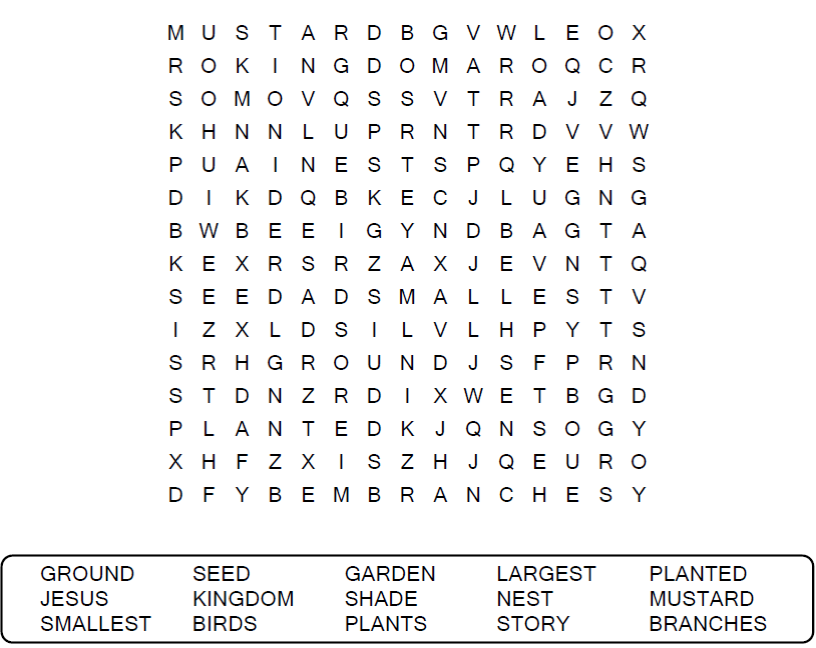 M U S T A R D B G V W L E O X
R O K I N G D O M A R O Q C R
S O M O V Q S S V T R A J Z Q
K H N N L U P R N T R D V V W
P U A I N E S T S P Q Y E H S
D I K D Q B K E C J L U G N G
B W B E E I G Y N D B A G T A
K E X R S R Z A X J E V N T Q
S E E D A D S M A L L E S T V
I Z X L D S I L V L H P Y T S
S R H G R O U N D J S F P R N
S T D N Z R D I X W E T B G D
P L A N T E D K J Q N S O G Y
X H F Z X I S Z H J Q E U R O
D F Y B E M B R A N C H E S Y
GROUND SEED GARDEN LARGEST PLANTED
JESUS KINGDOM SHADE NEST MUSTARD
SMALLEST BIRDS PLANTS STORY BRANCHES